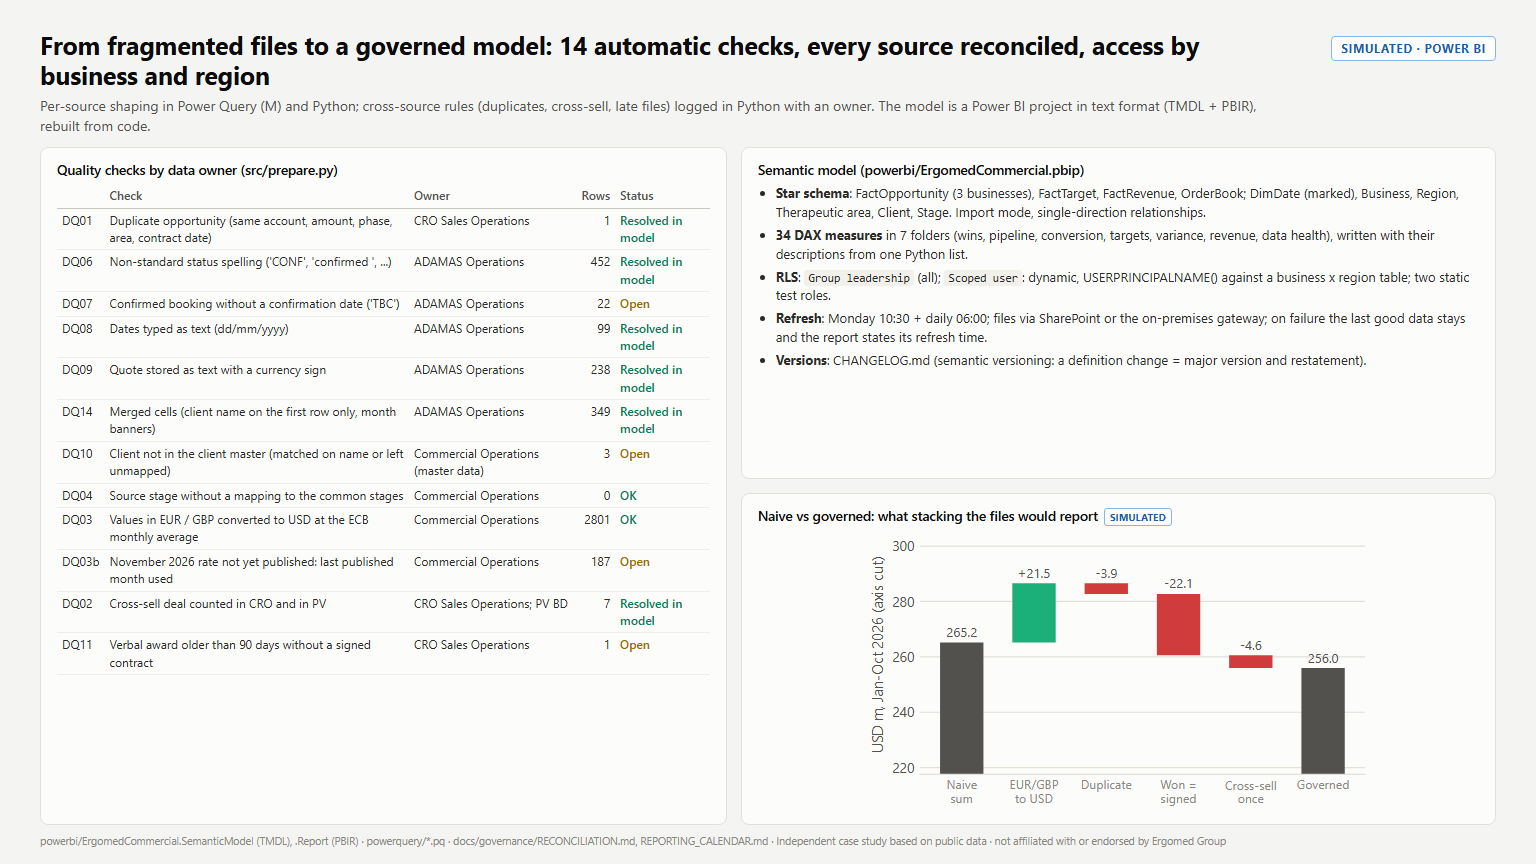 From fragmented files to a governed model: 14 automatic checks, every source reconciled, access by
business and region
SIMULATED · POWER BI
Per-source shaping in Power Query (M) and Python; cross-source rules (duplicates, cross-sell, late files) logged in Python with an owner. The model is a Power BI project in text format (TMDL + PBIR),
rebuilt from code.
Quality checks by data owner (src/prepare.py)
Check Owner Rows Status
DQ01 Duplicate opportunity (same account, amount, phase, CRO Sales Operations 1 Resolved in
area, contract date) model
DQ06 Non-standard status spelling ('CONF', 'confirmed ', ...) ADAMAS Operations 452 Resolved in
model
DQ07 Confirmed booking without a confirmation date ('TBC') ADAMAS Operations 22 Open
DQ08 Dates typed as text (dd/mm/yyyy) ADAMAS Operations 99 Resolved in
model
DQ09 Quote stored as text with a currency sign ADAMAS Operations 238 Resolved in
model
DQ14 Merged cells (client name on the first row only, month ADAMAS Operations 349 Resolved in
banners) model
DQ10 Client not in the client master (matched on name or left Commercial Operations 3 Open
unmapped) (master data)
DQ04 Source stage without a mapping to the common stages Commercial Operations 0 OK
DQ03 Values in EUR / GBP converted to USD at the ECB Commercial Operations 2801 OK
monthly average
DQ03b November 2026 rate not yet published: last published Commercial Operations 187 Open
month used
DQ02 Cross-sell deal counted in CRO and in PV CRO Sales Operations; PV BD 7 Resolved in
model
DQ11 Verbal award older than 90 days without a signed CRO Sales Operations 1 Open
contract
Semantic model (powerbi/ErgomedCommercial.pbip)
• Star schema: FactOpportunity (3 businesses), FactTarget, FactRevenue, OrderBook; DimDate (marked), Business, Region,
Therapeutic area, Client, Stage. Import mode, single-direction relationships.
• 34 DAX measures in 7 folders (wins, pipeline, conversion, targets, variance, revenue, data health), written with their
descriptions from one Python list.
• RLS: Group leadership (all); Scoped user: dynamic, USERPRINCIPALNAME() against a business x region table; two static
test roles.
• Refresh: Monday 10:30 + daily 06:00; files via SharePoint or the on-premises gateway; on failure the last good data stays
and the report states its refresh time.
• Versions: CHANGELOG.md (semantic versioning: a definition change = major version and restatement).
Naive vs governed: what stacking the files would report SIMULATED
USD m, Jan-Oct 2026 (axis cut)
300
280
260
240
220
265.2
+21.5
-3.9
-22.1
-4.6
256.0
Naive EUR/GBP Duplicate Won = Cross-sell Governed
sum to USD signed once
powerbi/ErgomedCommercial.SemanticModel (TMDL), .Report (PBIR) · powerquery/*.pq · docs/governance/RECONCILIATION.md, REPORTING_CALENDAR.md · Independent case study based on public data · not affiliated with or endorsed by Ergomed Group